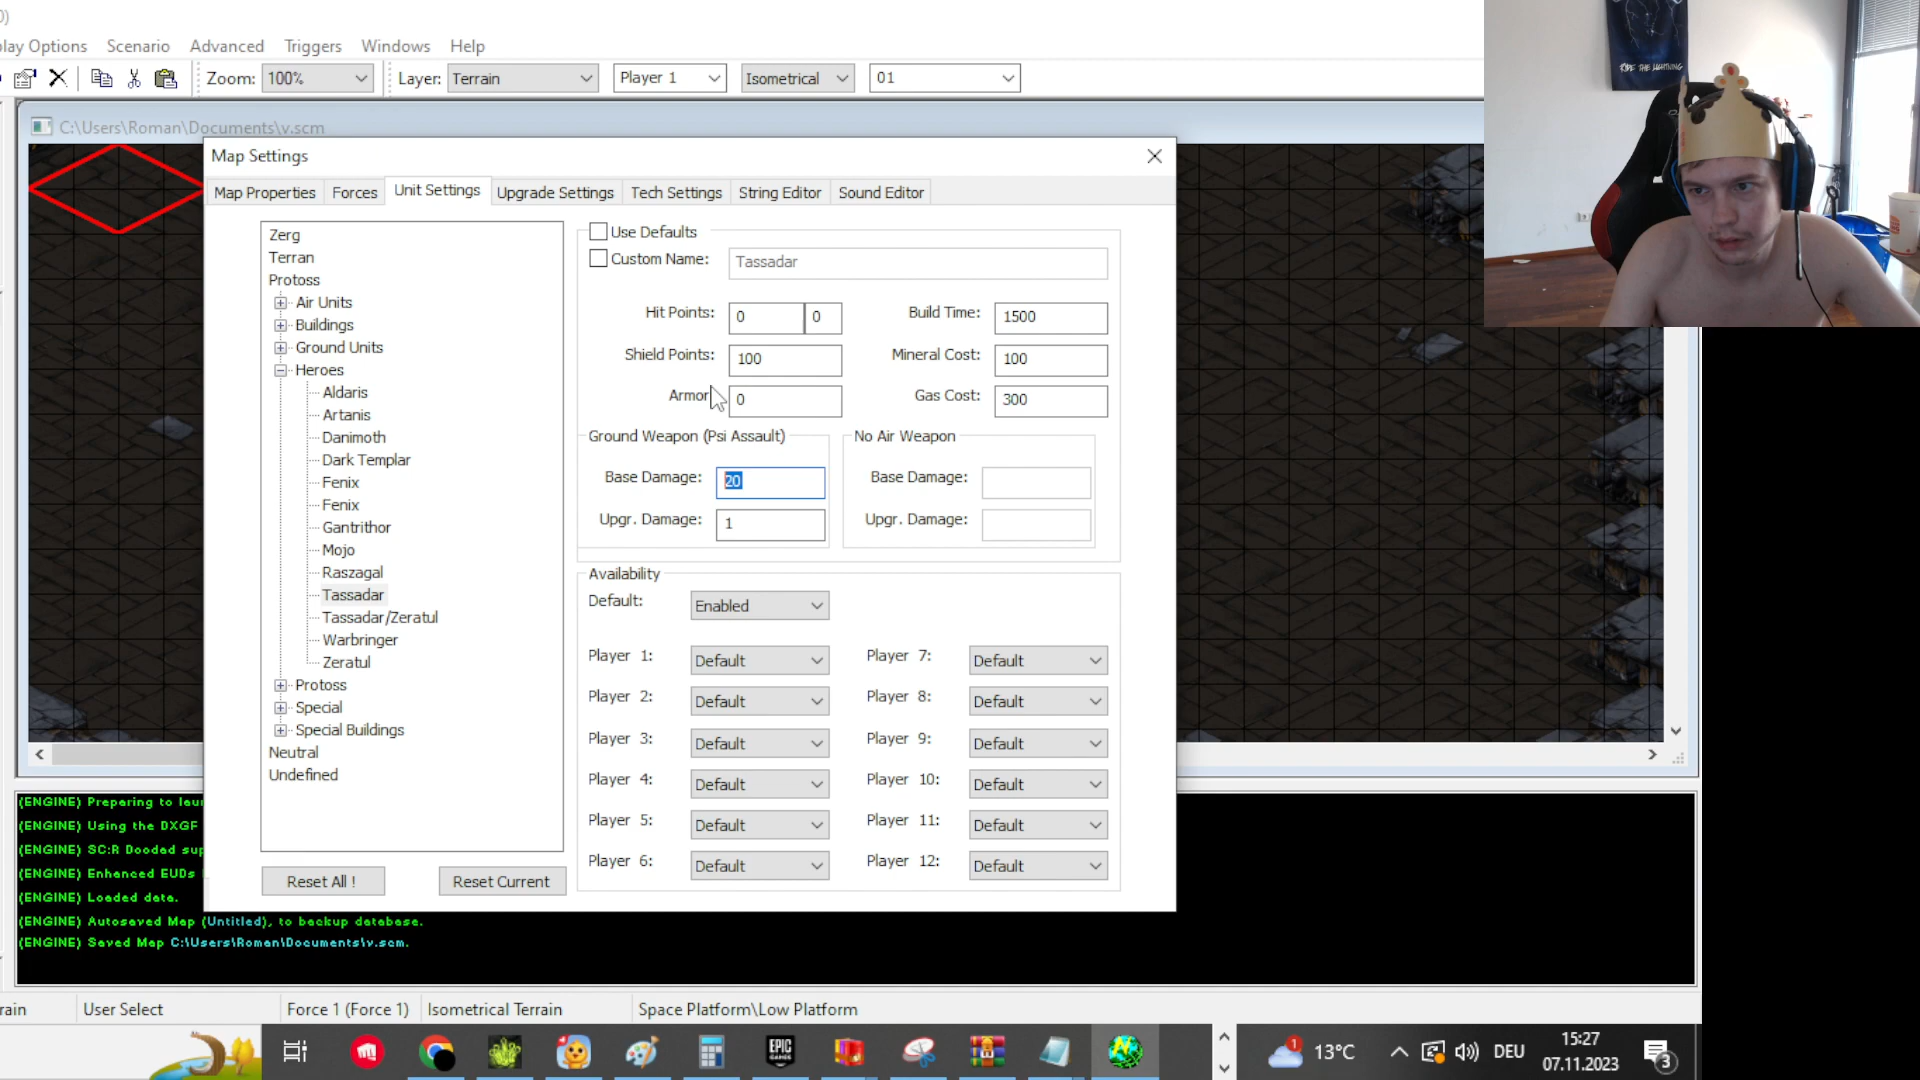 0)
lay Options Scenario Advanced Triggers Windows Help
Zoom: 100% Layer: Terrain Player 1 Isometrical 01
C:\Users\Roman\Documents\v.scm
Map Settings
Map Properties Forces Unit Settings Upgrade Settings Tech Settings String Editor Sound Editor
Zerg
Terran
Protoss
Air Units
Buildings
Ground Units
Heroes
Aldaris
Artanis
Danimoth
Dark Templar
Fenix
Fenix
Gantrithor
Mojo
Raszagal
Tassadar
Tassadar/Zeratul
Warbringer
Zeratul
Protoss
Special
Special Buildings
Neutral
Undefined
Reset All ! Reset Current
Use Defaults
Custom Name: Tassadar
Hit Points: 0 0 Build Time: 1500
Shield Points: 100 Mineral Cost: 100
Armor 0 Gas Cost: 300
Ground Weapon (Psi Assault) No Air Weapon
Base Damage: 20 Base Damage:
Upgr. Damage: 1 Upgr. Damage:
Availability
Default: Enabled
Player 1: Default Player 7: Default
Player 2: Default Player 8: Default
Player 3: Default Player 9: Default
Player 4: Default Player 10: Default
Player 5: Default Player 11: Default
Player 6: Default Player 12: Default
(ENGINE) Preparing to lau
(ENGINE) Using the DXGF
(ENGINE) SC:R Dooded sup
(ENGINE) Enhanced EUDs
(ENGINE) Loaded data.
(ENGINE) Autosaved Map (Untitled), to backup database.
(ENGINE) Saved Map C:\Users\Roman\Documents\v.scm.
rain User Select Force 1 (Force 1) Isometrical Terrain Space Platform\Low Platform
EPIC
GAMES
1 13°C DEU 15:27
07.11.2023 3
RIDE THE LIGHTNING